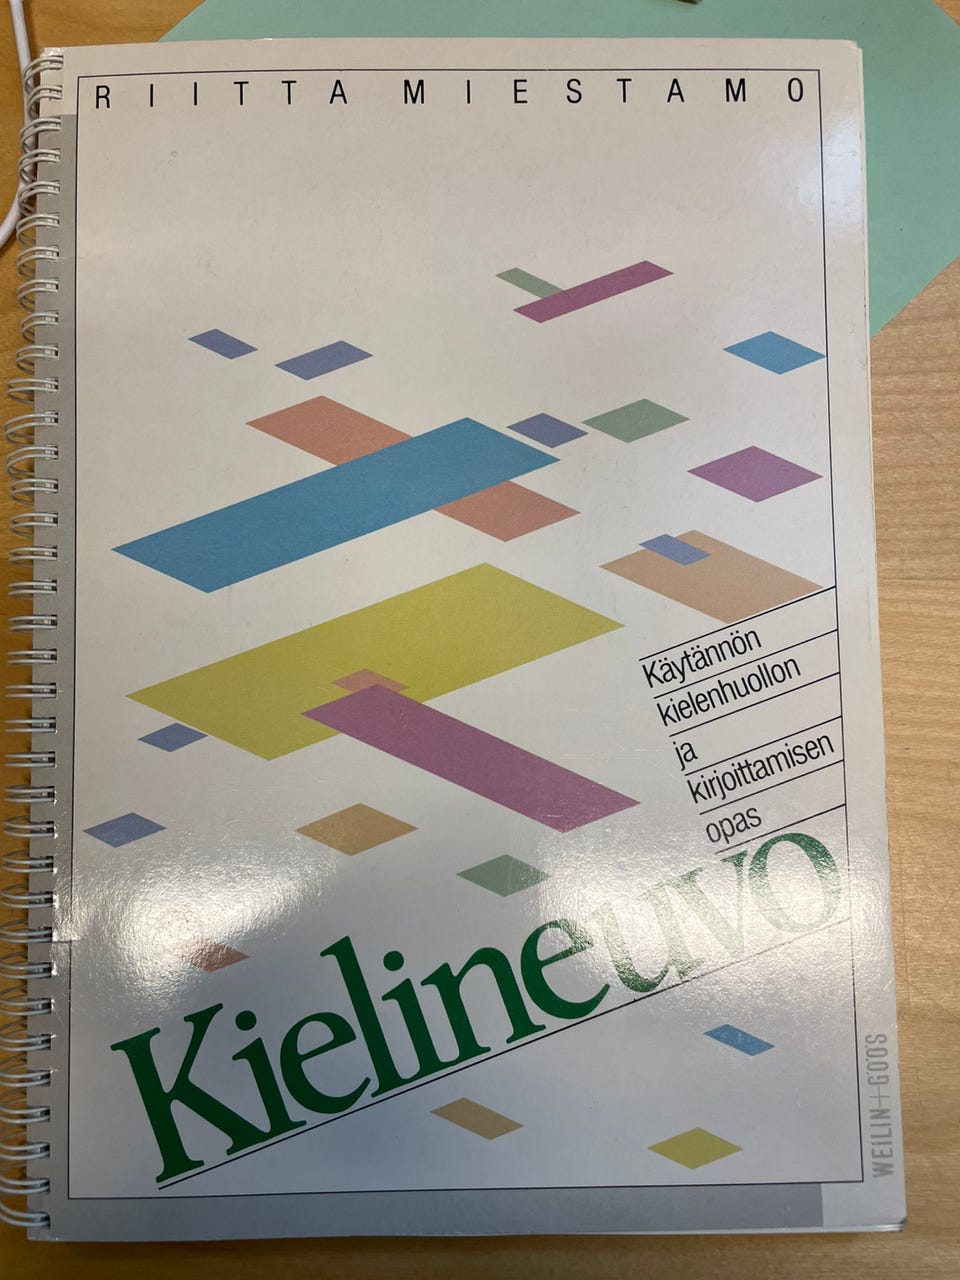 RIITTA MIESTAMO
Käytännön
kielenhuollon
ja
kirjoittamisen
opas
Kielineuvo
WEILIN+GÖÖS